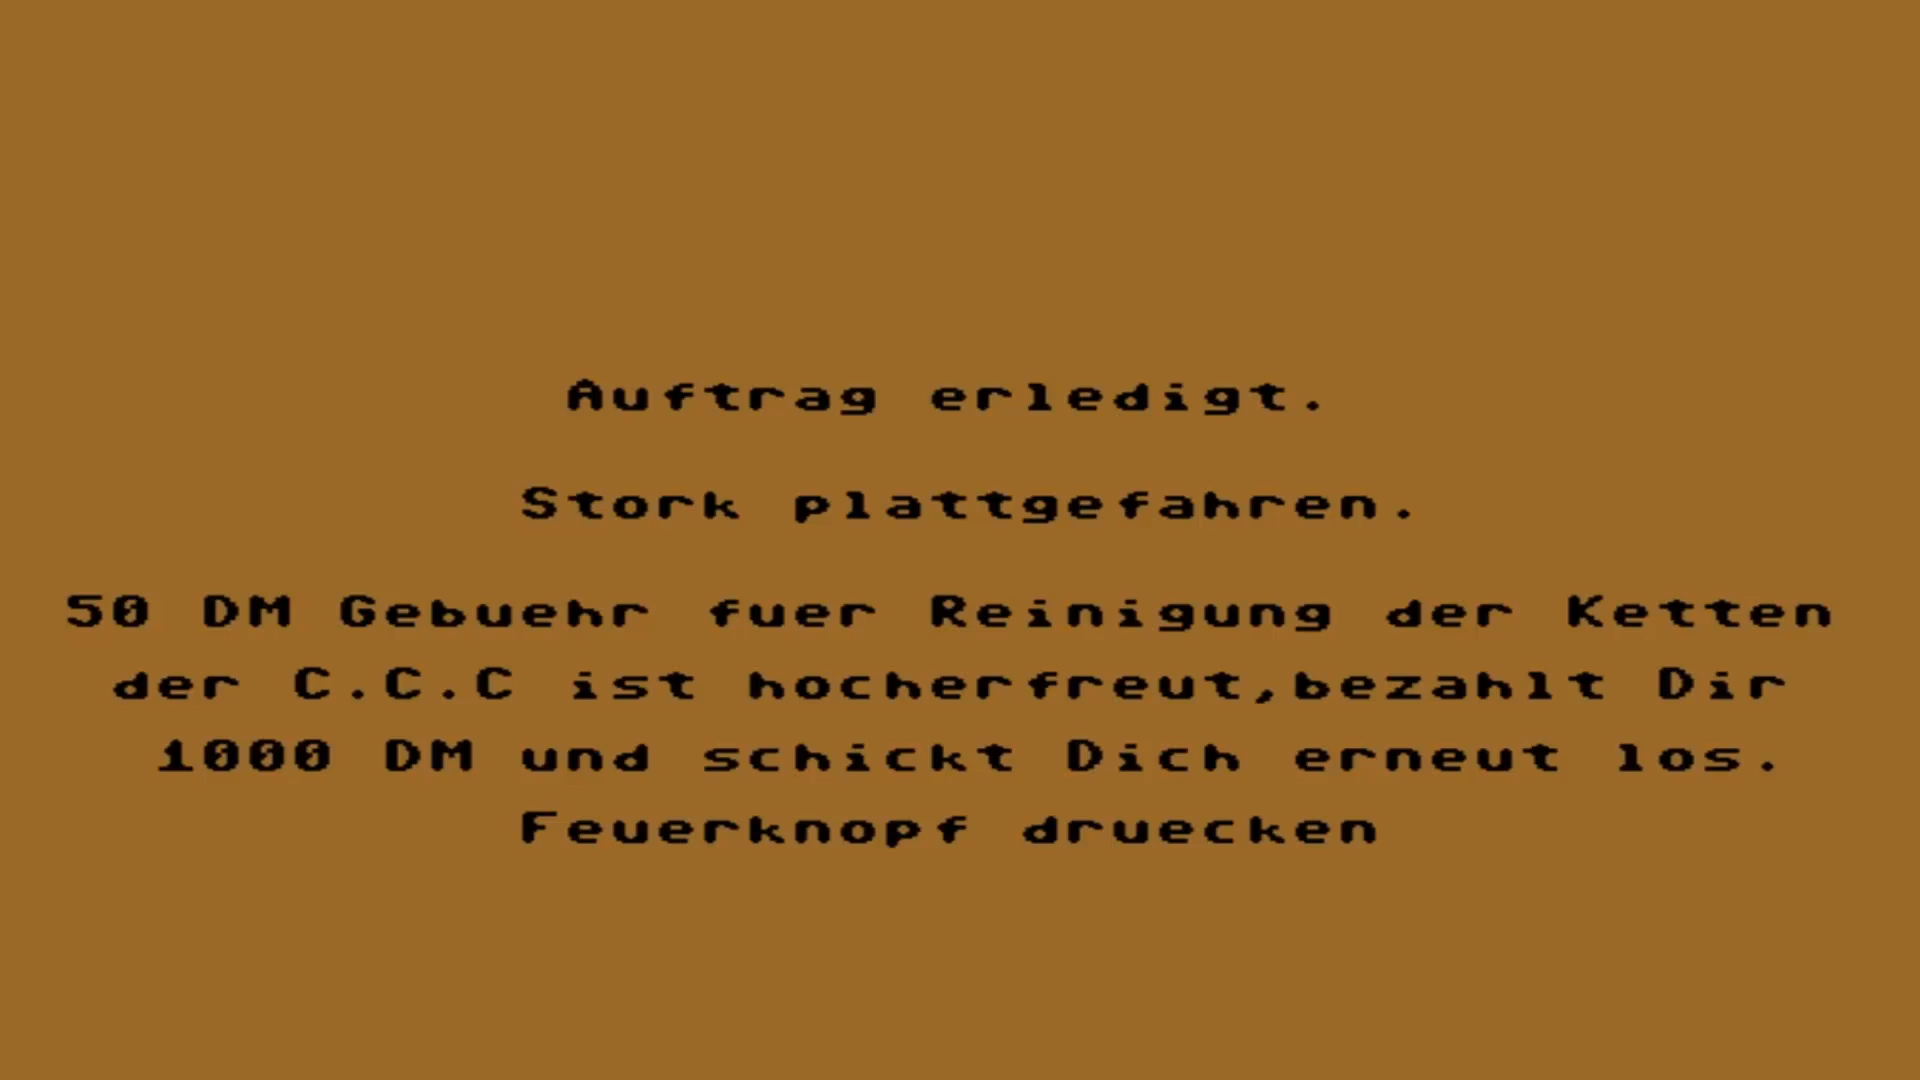 Auftrag erledigt.
Stork plattgefahren.
50 DM Gebuehr fuer Reinigung der Ketten
der C.C.C ist hocherfreut,bezahlt Dir
1000 DM und schickt Dich erneut los.
Feuerknopf druecken